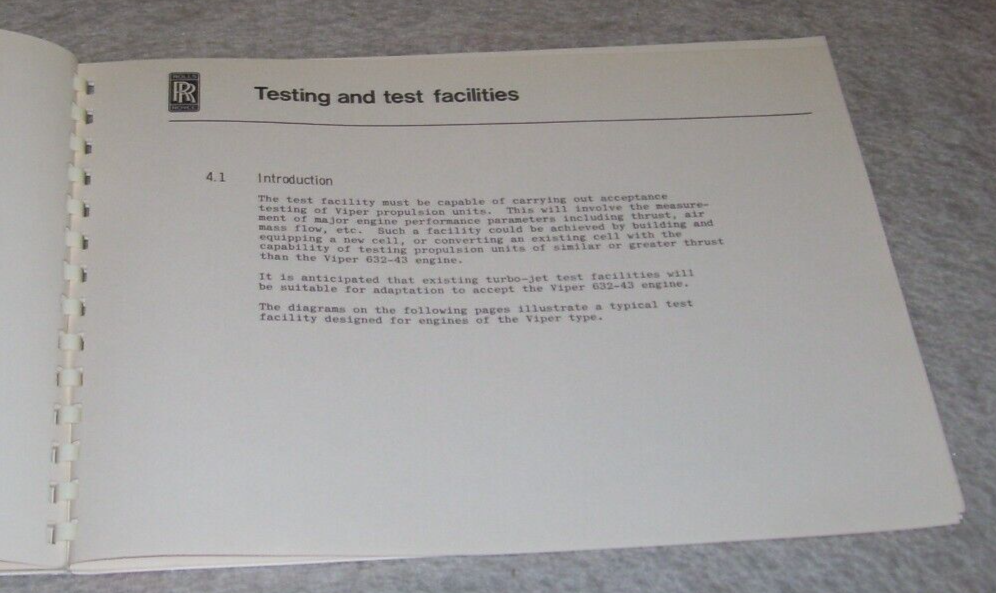 ROLLS
RR
ROYCE
Testing and test facilities
4.1 Introduction
The test facility must be capable of carrying out acceptance
testing of Viper propulsion units. This will involve the measure-
ment of major engine performance parameters including thrust, air
mass flow, etc. Such a facility could be achieved by building and
equipping a new cell, or converting an existing cell with the
capability of testing propulsion units of similar or greater thrust
than the Viper 632-43 engine.
It is anticipated that existing turbo-jet test facilities will
be suitable for adaptation to accept the Viper 632-43 engine.
The diagrams on the following pages illustrate a typical test
facility designed for engines of the Viper type.